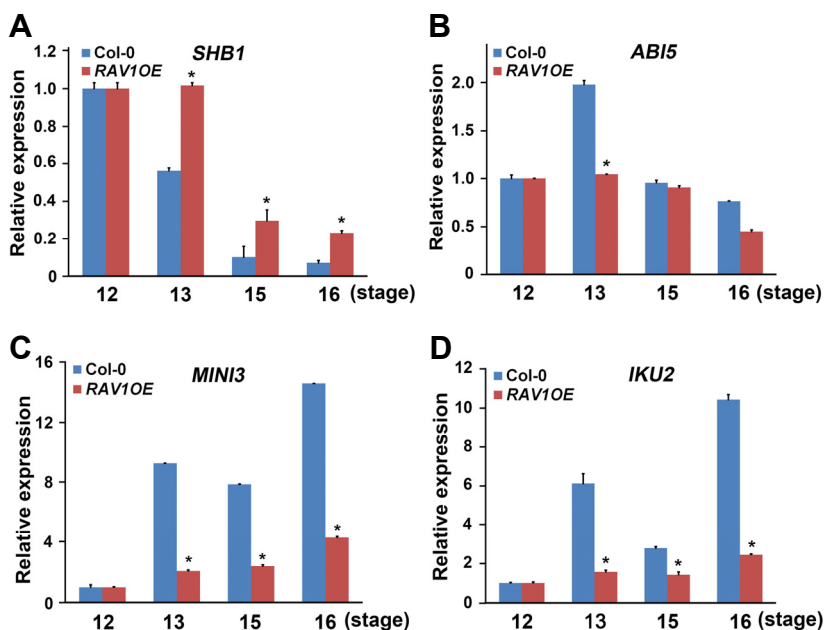 A
SHB1
Col-0
RAV1OE
Relative expression
1.2
1.0
0.8
0.6
0.4
0.2
0
*
*
*
12 13 15 16 (stage)
B
ABI5
Col-0
RAV1OE
Relative expression
2.0
1.5
1.0
0.5
0
*
12 13 15 16 (stage)
C
MINI3
Col-0
RAV1OE
Relative expression
16
12
8
4
0
*
*
*
12 13 15 16 (stage)
D
IKU2
Col-0
RAV1OE
Relative expression
12
10
8
6
4
2
0
*
*
*
12 13 15 16 (stage)